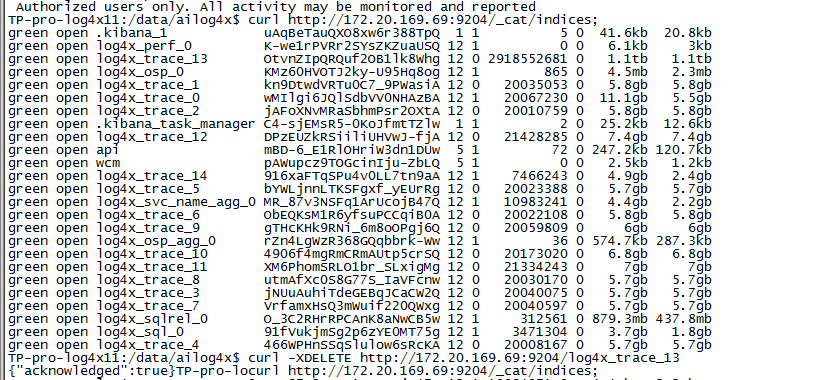 Authorized users only. All activity may be monitored and reported
TP-pro-log4x11:/data/ailog4x$ curl http://172.20.169.69:9204/_cat/indices;
green open .kibana_1 uAqBeTauQXO8xw6r388TpQ 1 1 5 0 41.6kb 20.8kb
green open log4x_perf_0 K-we1rPVRr2SYsZKZuaUSQ 12 1 0 0 6.1kb 3kb
green open log4x_trace_13 OtvnZIpQRQuf2OB1lk8Whg 12 0 2918552681 0 1.1tb 1.1tb
green open log4x_osp_0 KMZ60HVOTJ2ky-U95Hq8og 12 1 865 0 4.5mb 2.3mb
green open log4x_trace_1 kn9DtwdVRTu0C7_9PWasiA 12 0 20035053 0 5.8gb 5.8gb
green open log4x_trace_0 wMIlgi6JQlSdbVV0NHAzBA 12 1 20067230 0 11.1gb 5.5gb
green open log4x_trace_2 jAFoXNvMRaSbhmPsr2OXtA 12 0 20010759 0 5.8gb 5.8gb
green open .kibana_task_manager C4-sjEMsR5-OKoJfmtTZlw 1 1 2 0 25.2kb 12.6kb
green open log4x_trace_12 DPZEUZkRSiiliUHVwJ-fjA 12 0 21428285 0 7.4gb 7.4gb
green open api mBD-6_E1RlOHriW3dn1DUw 5 1 72 0 247.2kb 120.7kb
green open wcm pAWupcz9TOGcinIju-ZbLQ 5 1 0 0 2.5kb 1.2kb
green open log4x_trace_14 916xaFTqSPu4v0LL7tn9aA 12 1 7466243 0 4.9gb 2.4gb
green open log4x_trace_5 bYWLjnnLTKSFgxf_yEUrRg 12 0 20023388 0 5.7gb 5.7gb
green open log4x_svc_name_agg_0 MR_87v3NSFq1ArUcojB47Q 12 1 10983241 0 4.4gb 2.2gb
green open log4x_trace_6 ObEQKsM1R6yfsuPCCqiB0A 12 0 20022108 0 5.8gb 5.8gb
green open log4x_trace_9 gTHcKHk9RNi_6m8oOPgj6Q 12 0 20059809 0 6gb 6gb
green open log4x_osp_agg_0 rZn4LgWzR368GQqbbrk-Ww 12 1 36 0 574.7kb 287.3kb
green open log4x_trace_10 4906f4mgRmCRmAUtp5crSQ 12 0 20173020 0 6.8gb 6.8gb
green open log4x_trace_11 XM6PhomSRLO1br_SLxigMg 12 0 21334243 0 7gb 7gb
green open log4x_trace_8 utmAfXc0S8G77S_IaVFCnw 12 0 20030170 0 5.7gb 5.7gb
green open log4x_trace_3 jNUuAuhiTdeGEBqJCaCW2Q 12 0 20040075 0 5.7gb 5.7gb
green open log4x_trace_7 VrfamxHsQ3mWuif22OQWxg 12 0 20040597 0 5.7gb 5.7gb
green open log4x_sqlrel_0 O_3C2RHrRPCAnK8aNwCB5w 12 1 312561 0 879.3mb 437.8mb
green open log4x_sql_0 91fVukjmSg2p6zYE0MT75g 12 1 3471304 0 3.7gb 1.8gb
green open log4x_trace_4 466WPHnSSqSlulow6sRcKA 12 0 20008167 0 5.7gb 5.7gb
TP-pro-log4x11:/data/ailog4x$ curl -XDELETE http://172.20.169.69:9204/log4x_trace_13
{"acknowledged":true}TP-pro-locurl http://172.20.169.69:9204/_cat/indices;